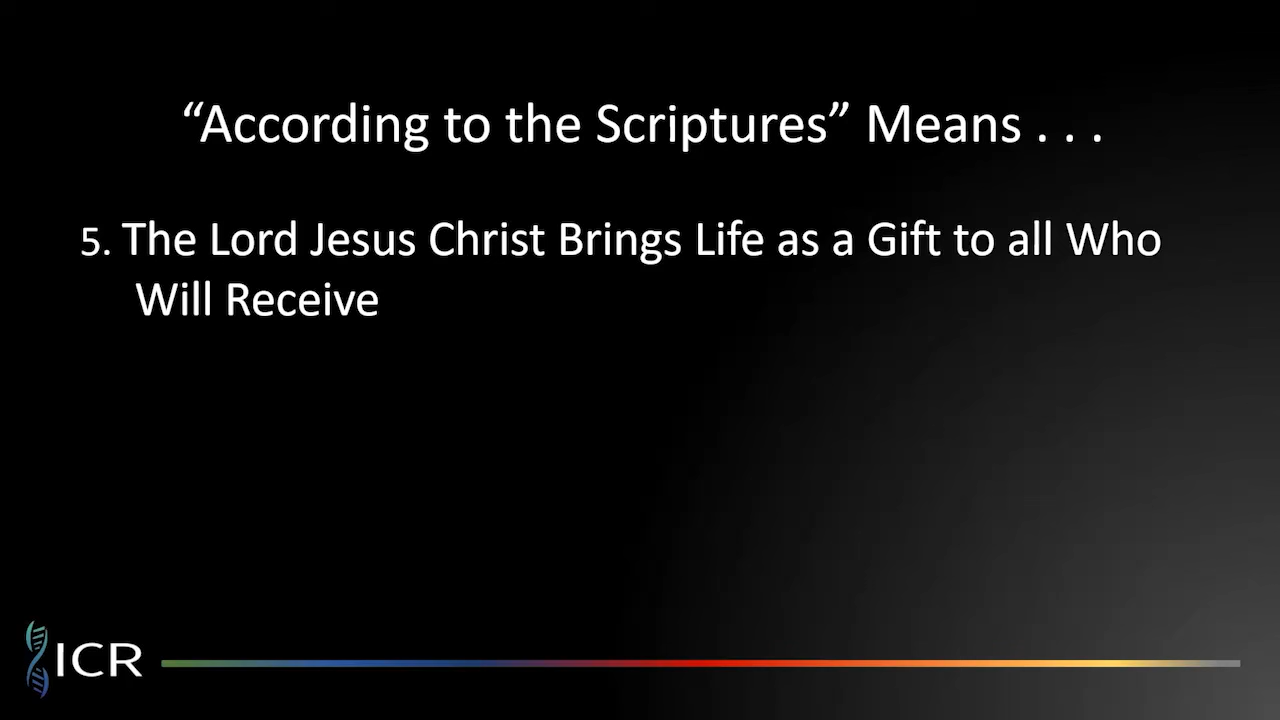 “According to the Scriptures” Means . . .
5. The Lord Jesus Christ Brings Life as a Gift to all Who
Will Receive
ICR